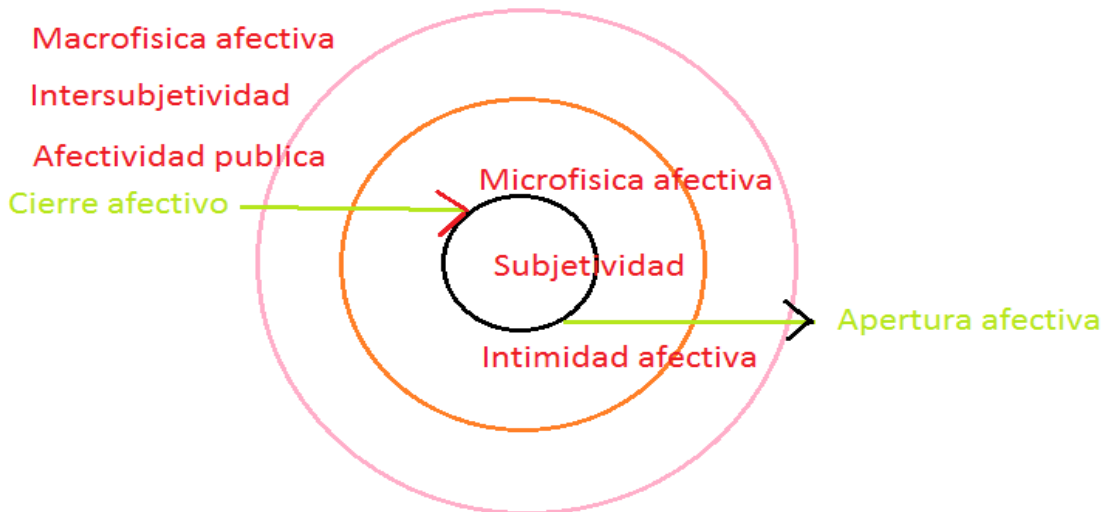 Macrofisica afectiva
Intersubjetividad
Afectividad publica
Cierre afectivo
Microfisica afectiva
Subjetividad
Apertura afectiva
Intimidad afectiva